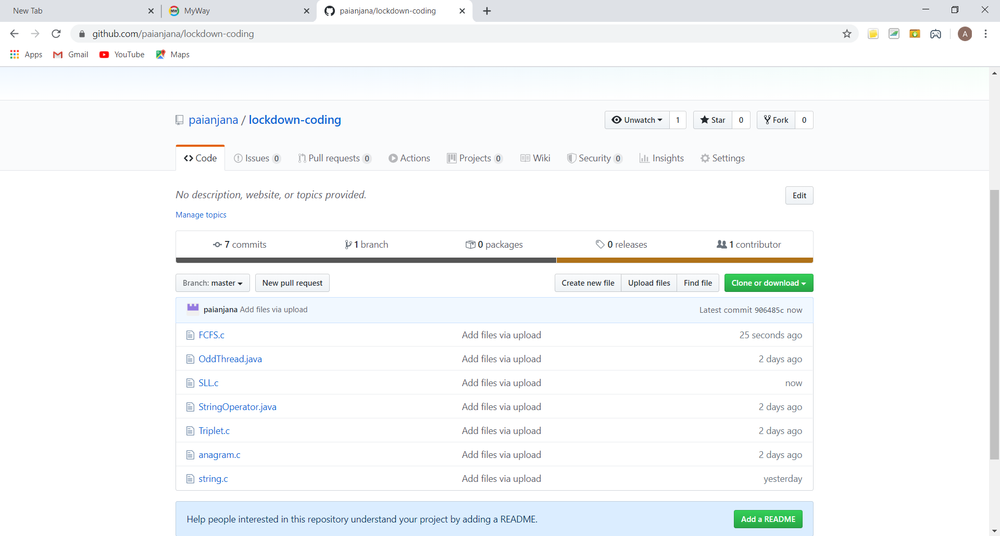 New Tab
MyWay
paianjana/lockdown-coding
github.com/paianjana/lockdown-coding
A
Apps
Gmail
YouTube
Maps
paianjana / lockdown-coding
Unwatch 1
Star 0
Fork 0
Code
Issues 0
Pull requests 0
Actions
Projects 0
Wiki
Security 0
Insights
Settings
No description, website, or topics provided.
Edit
Manage topics
7 commits
1 branch
0 packages
0 releases
1 contributor
Branch: master
New pull request
Create new file
Upload files
Find file
Clone or download
paianjana Add files via upload
Latest commit 906485c now
FCFS.c Add files via upload 25 seconds ago
OddThread.java Add files via upload 2 days ago
SLL.c Add files via upload now
StringOperator.java Add files via upload 2 days ago
Triplet.c Add files via upload 2 days ago
anagram.c Add files via upload 2 days ago
string.c Add files via upload yesterday
Help people interested in this repository understand your project by adding a README.
Add a README